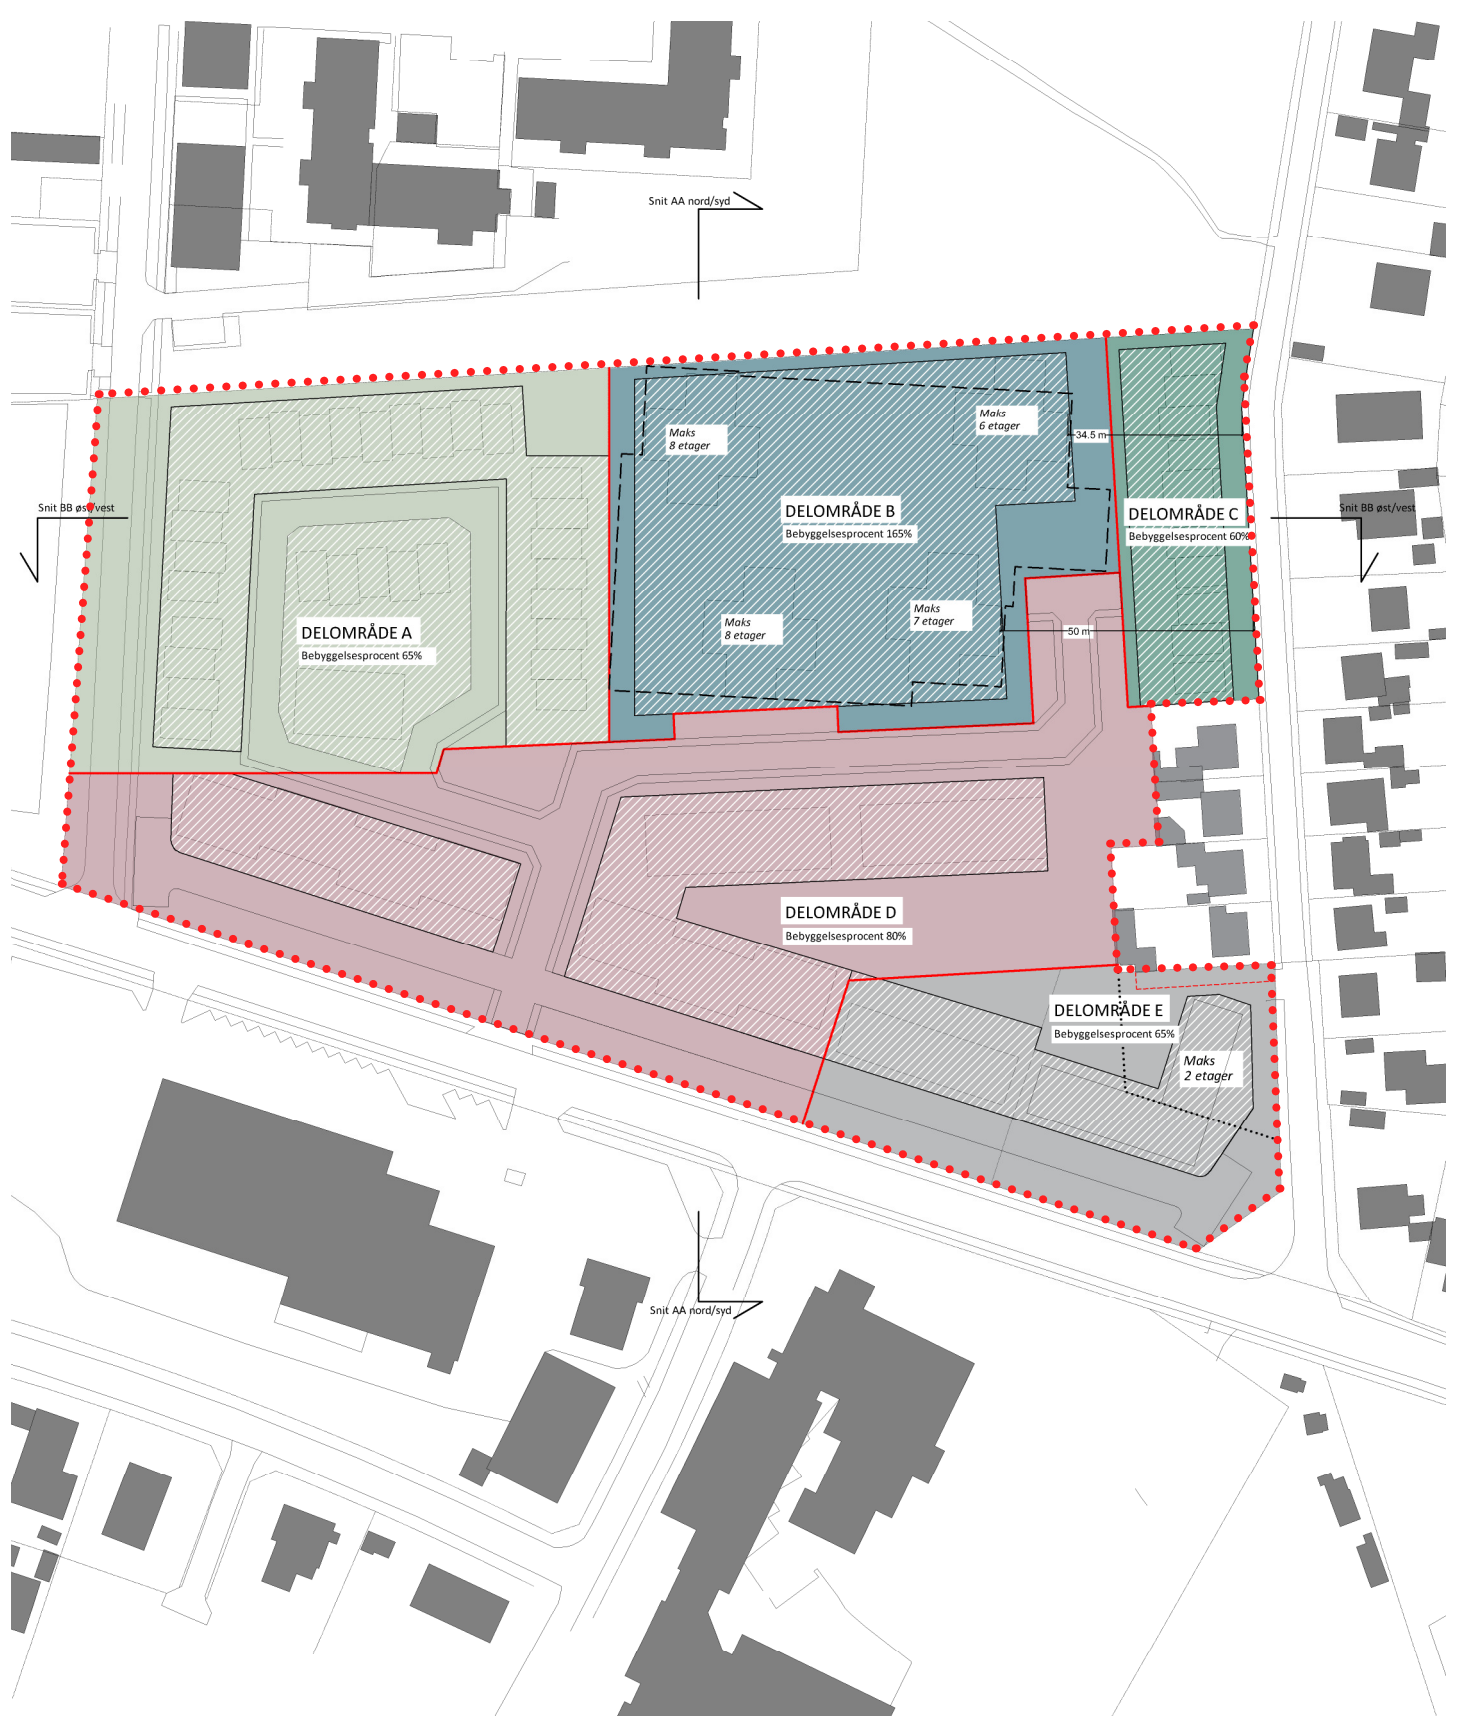 Snit AA nord/syd
Maks
6 etager
Maks
8 etager
34.5 m
DELOMRÅDE B
Bebyggelsesprocent 165%
DELOMRÅDE C
Bebyggelsesprocent 60%
Snit BB øst/vest
Snit BB øst/vest
Maks
7 etager
Maks
8 etager
50 m
DELOMRÅDE A
Bebyggelsesprocent 65%
DELOMRÅDE D
Bebyggelsesprocent 80%
DELOMRÅDE E
Bebyggelsesprocent 65%
Maks
2 etager
Snit AA nord/syd